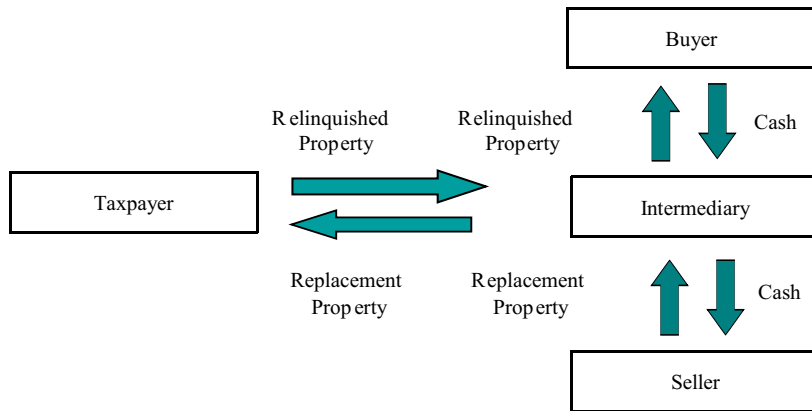 Buyer
Relinquished
Property
Relinquished
Property
Cash
Taxpayer
Intermediary
Replacement
Property
Replacement
Property
Cash
Seller